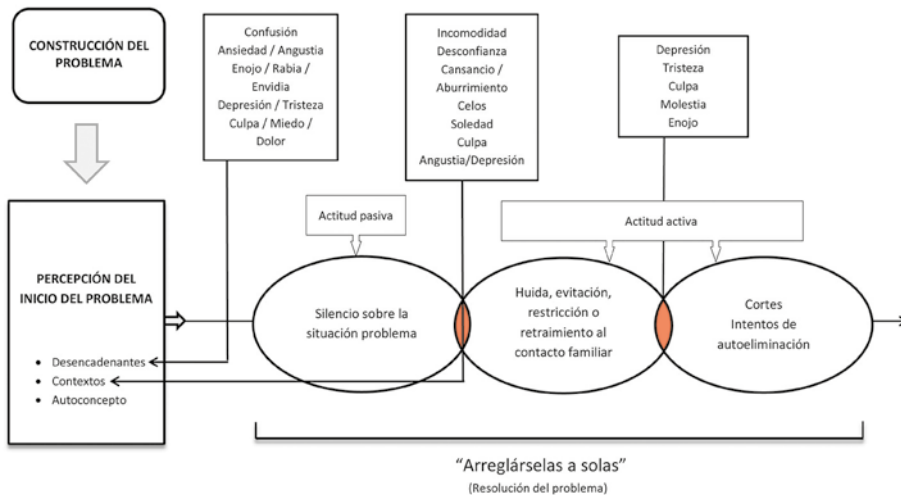 CONSTRUCCIÓN DEL
PROBLEMA
Confusión
Ansiedad / Angustia
Enojo / Rabia /
Envidia
Depresión / Tristeza
Culpa / Miedo /
Dolor
Incomodidad
Desconfianza
Cansancio /
Aburrimiento
Celos
Soledad
Culpa
Angustia/Depresión
Depresión
Tristeza
Culpa
Molestia
Enojo
Actitud pasiva
Actitud activa
PERCEPCIÓN DEL
INICIO DEL PROBLEMA
• Desencadenantes
• Contextos
• Autoconcepto
Silencio sobre la
situación problema
Huida, evitación,
restricción o
retraimiento al
contacto familiar
Cortes
Intentos de
autoeliminación
“Arreglárselas a solas”
(Resolución del problema)